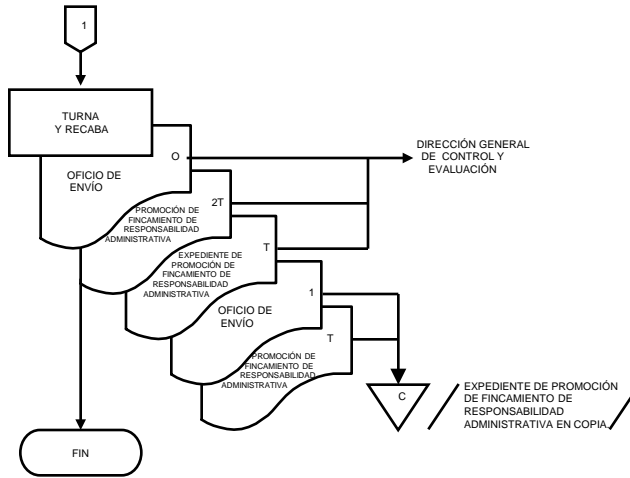 1
TURNA
Y RECABA
O
DIRECCIÓN GENERAL
DE CONTROL Y
EVALUACIÓN
OFICIO DE
ENVÍO
2T
PROMOCIÓN DE
FINCAMIENTO DE
RESPONSABILIDAD
ADMINISTRATIVA
T
EXPEDIENTE DE
PROMOCIÓN DE
FINCAMIENTO DE
RESPONSABILIDAD
ADMINISTRATIVA
1
OFICIO DE
ENVÍO
T
PROMOCIÓN DE
FINCAMIENTO DE
RESPONSABILIDAD
ADMINISTRATIVA
C
EXPEDIENTE DE PROMOCIÓN
DE FINCAMIENTO DE
RESPONSABILIDAD
ADMINISTRATIVA EN COPIA.
FIN